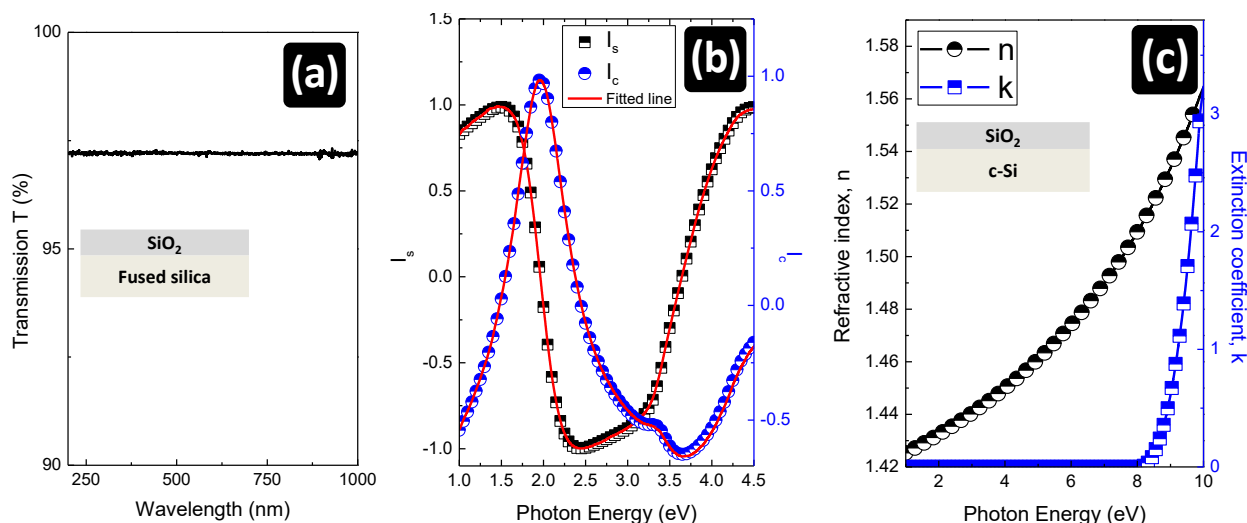 100
95
90
Transmission T (%)
250
500
750
1000
Wavelength (nm)
(a)
SiO2
Fused silica
1.5
1.0
0.5
0.0
-0.5
-1.0
Is
1.0
1.5
2.0
2.5
3.0
3.5
4.0
4.5
Photon Energy (eV)
Is
Ic
Fitted line
(b)
1.0
0.5
0.0
-0.5
Ic
1.58
1.56
1.54
1.52
1.50
1.48
1.46
1.44
1.42
Refractive index, n
2
4
6
8
10
Photon Energy (eV)
n
k
(c)
SiO2
c-Si
3
2
1
0
Extinction coefficient, k